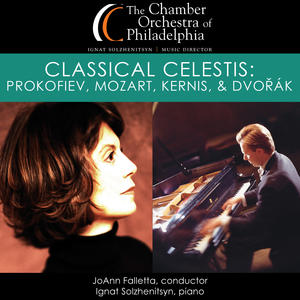 The Chamber
Orchestra of
Philadelphia
IGNAT SOLZHENITSYN | MUSIC DIRECTOR
CLASSICAL CELESTIS:
PROKOFIEV, MOZART, KERNIS, & DVOŘÁK
JoAnn Falletta, conductor
Ignat Solzhenitsyn, piano